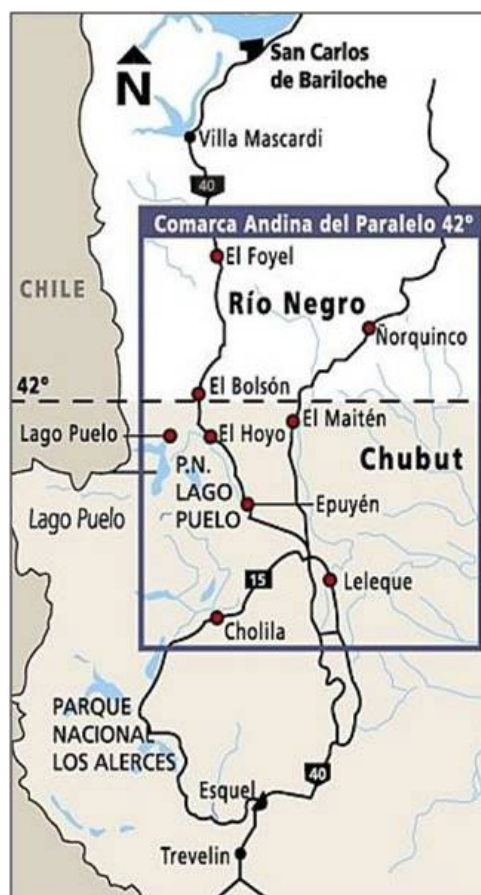 San Carlos
de Bariloche
N
Villa Mascardi
40
Comarca Andina del Paralelo 42°
El Foyel
CHILE
Río Negro
Ñorquinco
42°
El Bolsón
El Maitén
Lago Puelo
El Hoyo
Chubut
P.N.
LAGO
PUELO
Lago Puelo
Epuyén
15
Leleque
Cholila
PARQUE
NACIONAL
LOS ALERCES
40
Esquel
Trevelin